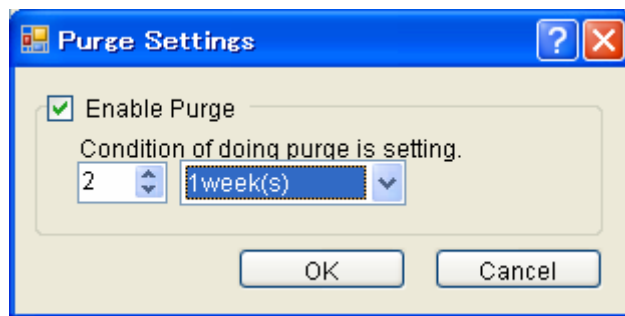 Purge Settings
Enable Purge
Condition of doing purge is setting.
2 1week(s)
OK Cancel